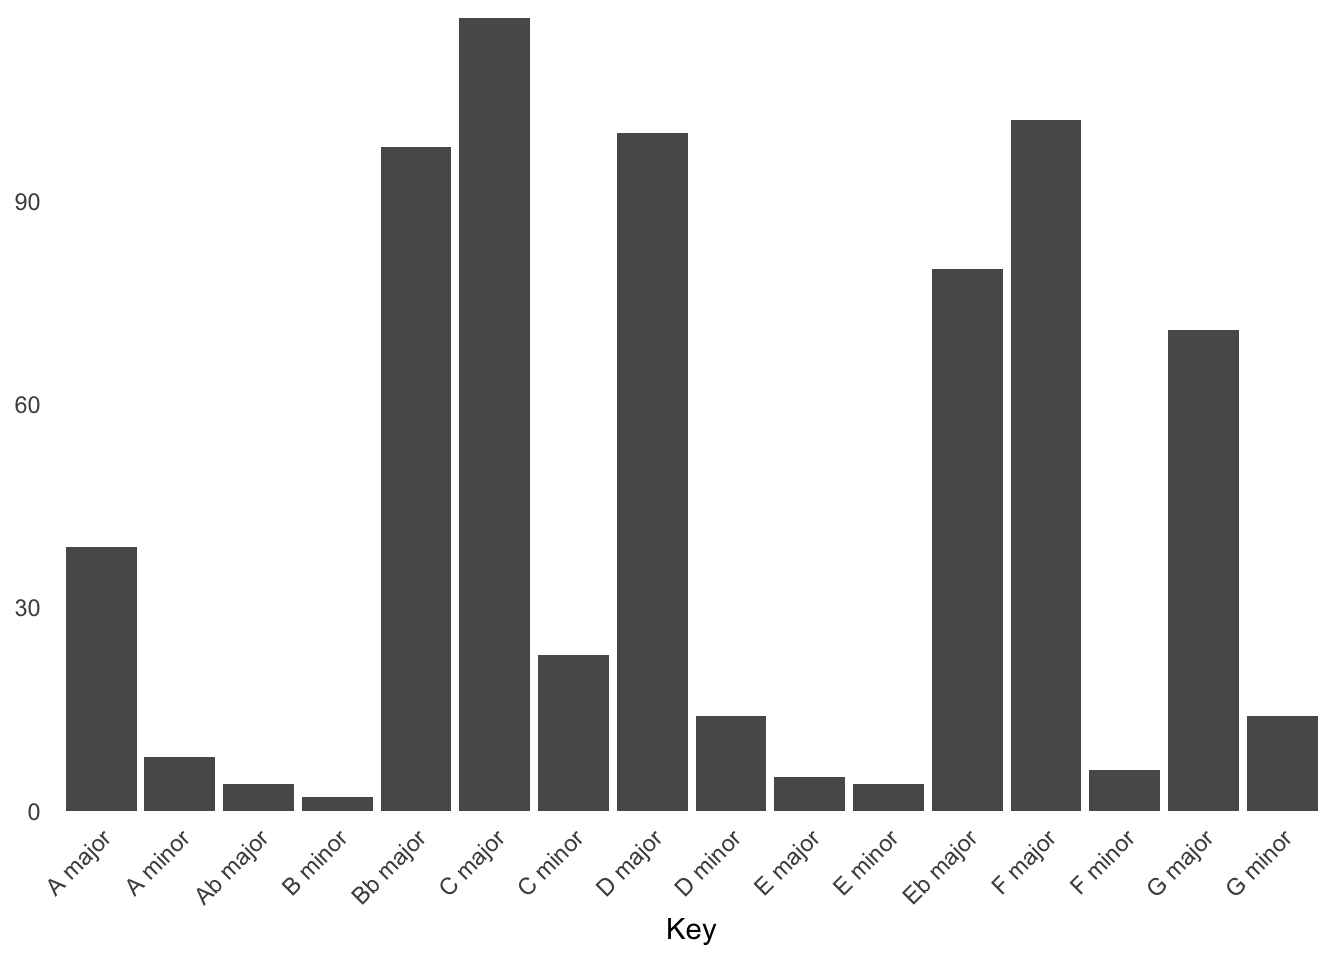 90
60
30
0
A major
A minor
Ab major
B minor
Bb major
C major
C minor
D major
D minor
E major
E minor
Eb major
F major
F minor
G major
G minor
Key